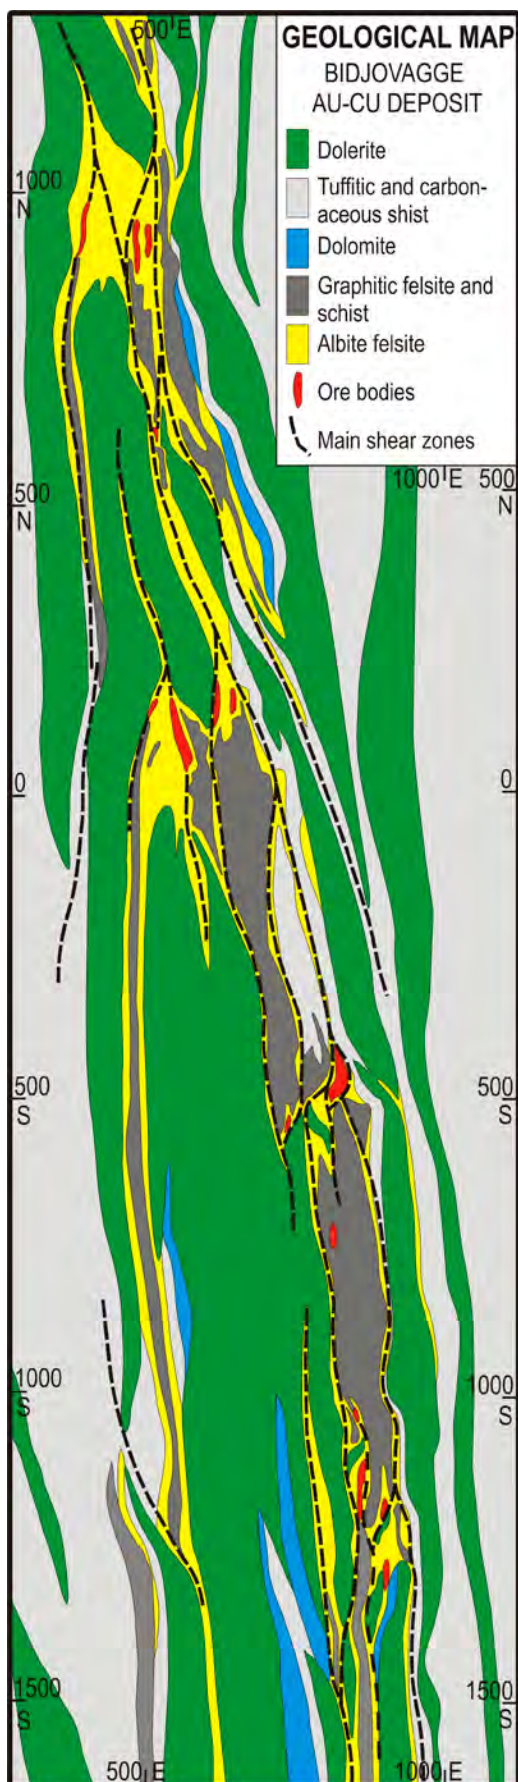 500 E
GEOLOGICAL MAP
BIDJOVAGGE
AU-CU DEPOSIT
Dolerite
Tuffitic and carbon-
aceous shist
Dolomite
Graphitic felsite and
schist
Albite felsite
Ore bodies
Main shear zones
1000
N
1000 E
500
N
500
N
0
0
500
S
500
S
1000
S
1000
S
1500
S
1500
S
500 E
1000 E